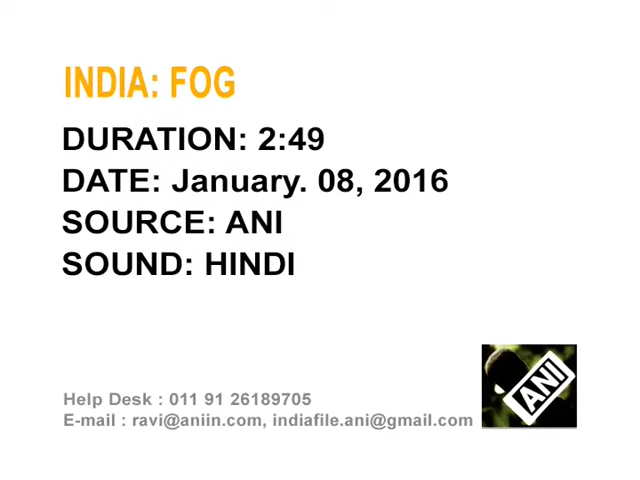 INDIA: FOG
DURATION: 2:49
DATE: January. 08, 2016
SOURCE: ANI
SOUND: HINDI
Help Desk : 011 91 26189705
E-mail : ravi@aniin.com, indiafile.ani@gmail.com
ANI